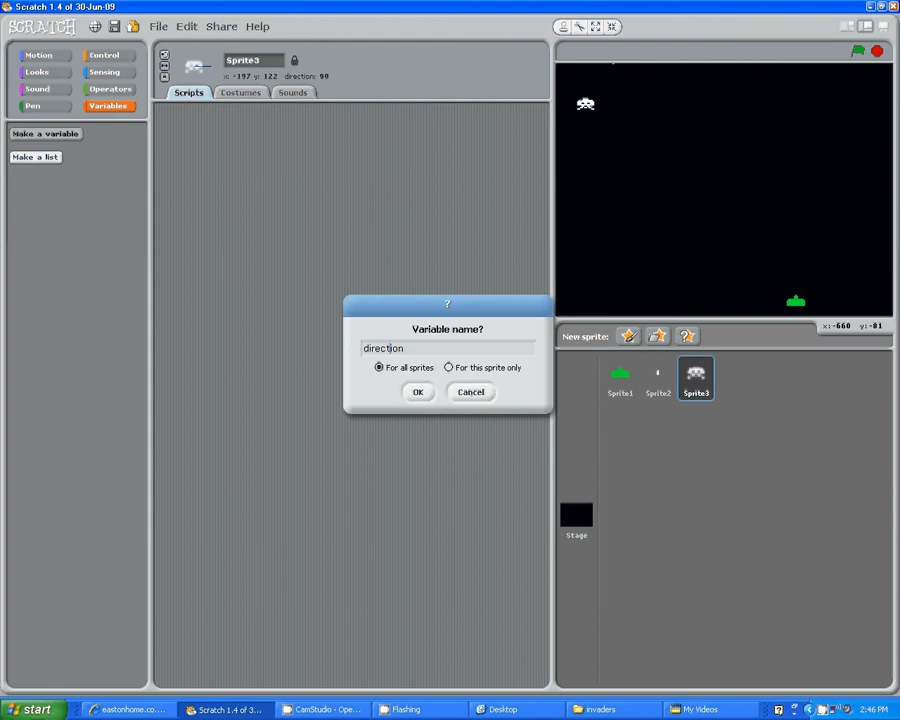 Scratch 1.4 of 30-Jun-09
SCRATCH File Edit Share Help
Motion Control
Looks Sensing
Sound Operators
Pen Variables
Make a variable
Make a list
Sprite3
x: -197 y: 122 direction: 90
Scripts Costumes Sounds
?
Variable name?
direction
For all sprites For this sprite only
OK Cancel
x: -660 y: -81
New sprite:
Sprite1 Sprite2 Sprite3
Stage
start eastonhome.co.... Scratch 1.4 of 3... CamStudio - Ope... Flashing Desktop invaders My Videos 2:46 PM